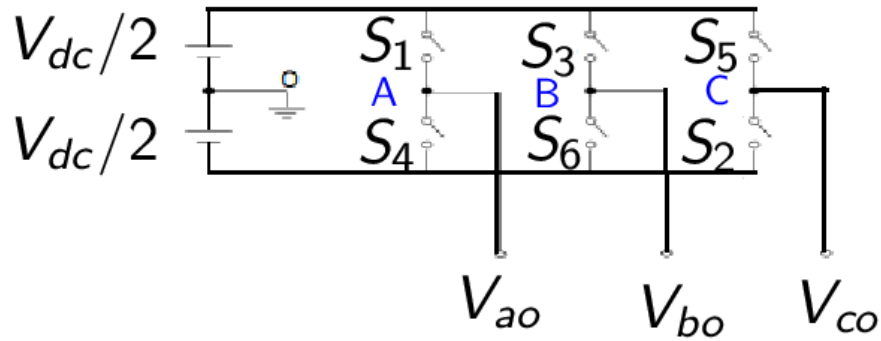 V_dc/2
S_1
S_3
S_5
o
A
B
C
V_dc/2
S_4
S_6
S_2
V_ao
V_bo
V_co